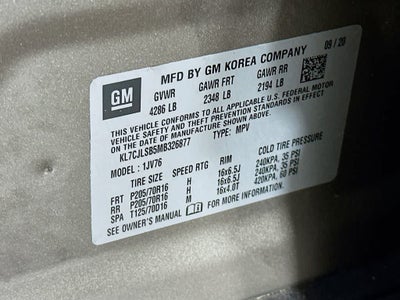 GM
MFD BY GM KOREA COMPANY 09 / 20
GVWR GAWR FRT GAWR RR
4286 LB 2348 LB 2194 LB
THIS VEHICLE CONFORMS TO ALL APPLICABLE U.S. FEDERAL MOTOR
VEHICLE SAFETY, BUMPER, AND THEFT PREVENTION STANDARDS IN EFFECT
ON THE DATE OF MANUFACTURE SHOWN ABOVE.
KL7CJLSB5MB326877 TYPE: MPV
MODEL: 1JV76
TIRE SIZE SPEED RTG RIM COLD TIRE PRESSURE
FRT P205/70R16 H 16x6.5J 240KPA, 35 PSI
RR P205/70R16 H 16x6.5J 240KPA, 35 PSI
SPA T125/70D16 M 16x4.0T 420KPA, 60 PSI
SEE OWNER'S MANUAL FOR MORE INFORMATION.